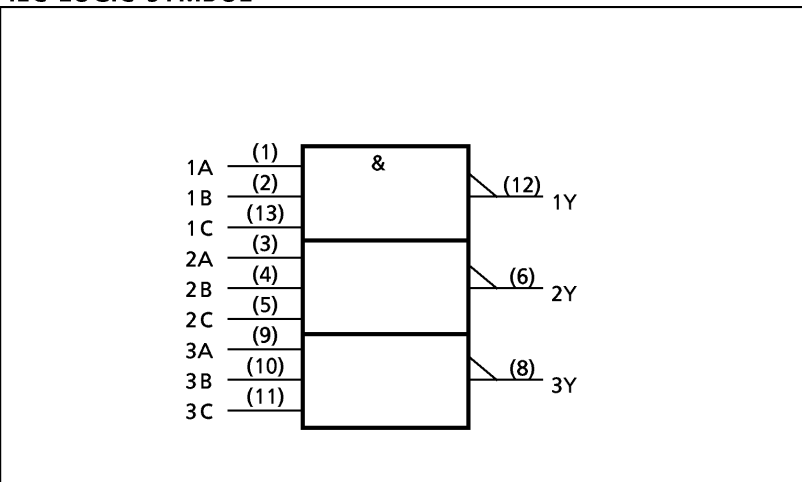 IEC LOGIC SYMBOL
&
1A (1)
1B (2)
1C (13)
2A (3)
2B (4)
2C (5)
3A (9)
3B (10)
3C (11)
(12) 1Y
(6) 2Y
(8) 3Y